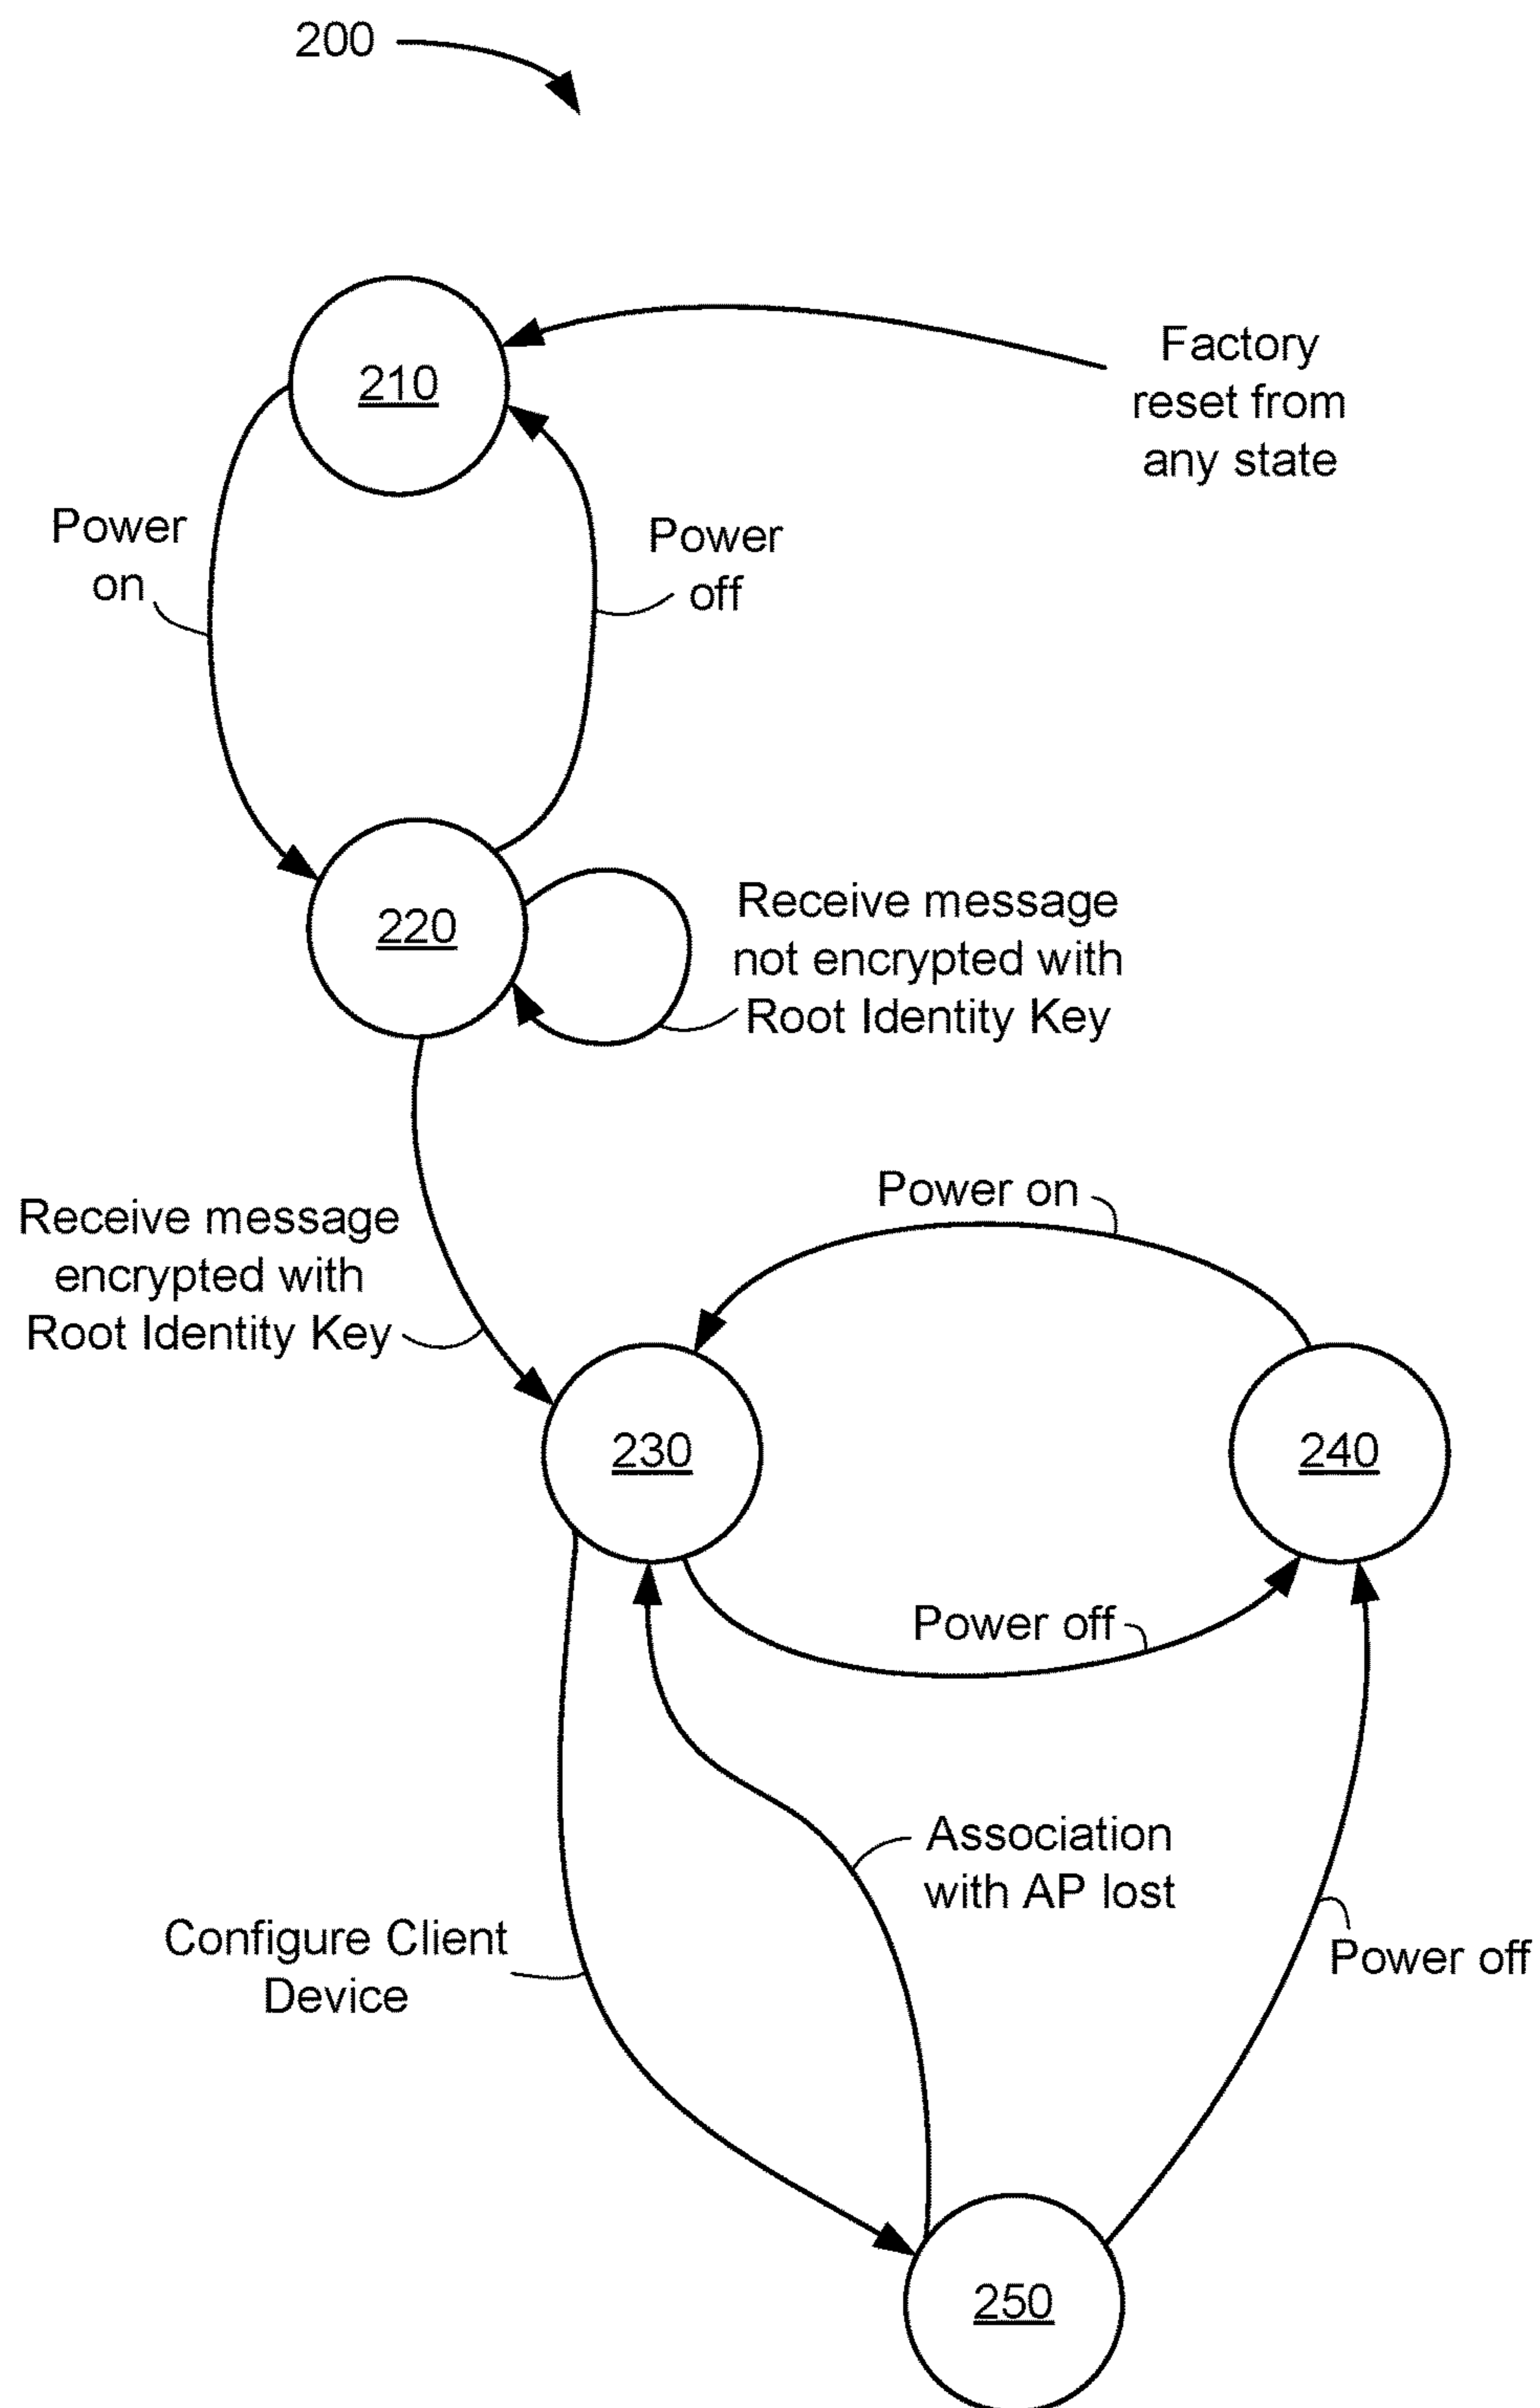 200
210
Factory
reset from
any state
Power
on
Power
off
220
Receive message
not encrypted with
Root Identity Key
Receive message
encrypted with
Root Identity Key
Power on
230
240
Power off
Association
with AP lost
Configure Client
Device
Power off
250